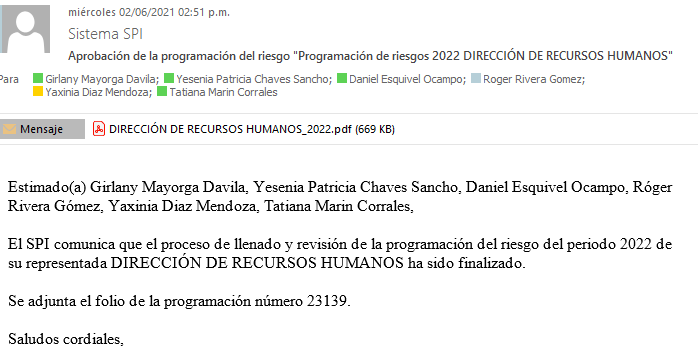 miércoles 02/06/2021 02:51 p.m.
Sistema SPI
Aprobación de la programación del riesgo "Programación de riesgos 2022 DIRECCIÓN DE RECURSOS HUMANOS"
Para Girlany Mayorga Davila; Yesenia Patricia Chaves Sancho; Daniel Esquivel Ocampo; Roger Rivera Gomez;
Yaxinia Diaz Mendoza; Tatiana Marin Corrales
Mensaje DIRECCIÓN DE RECURSOS HUMANOS_2022.pdf (669 KB)
Estimado(a) Girlany Mayorga Davila, Yesenia Patricia Chaves Sancho, Daniel Esquivel Ocampo, Róger
Rivera Gómez, Yaxinia Diaz Mendoza, Tatiana Marin Corrales,
El SPI comunica que el proceso de llenado y revisión de la programación del riesgo del periodo 2022 de
su representada DIRECCIÓN DE RECURSOS HUMANOS ha sido finalizado.
Se adjunta el folio de la programación número 23139.
Saludos cordiales,